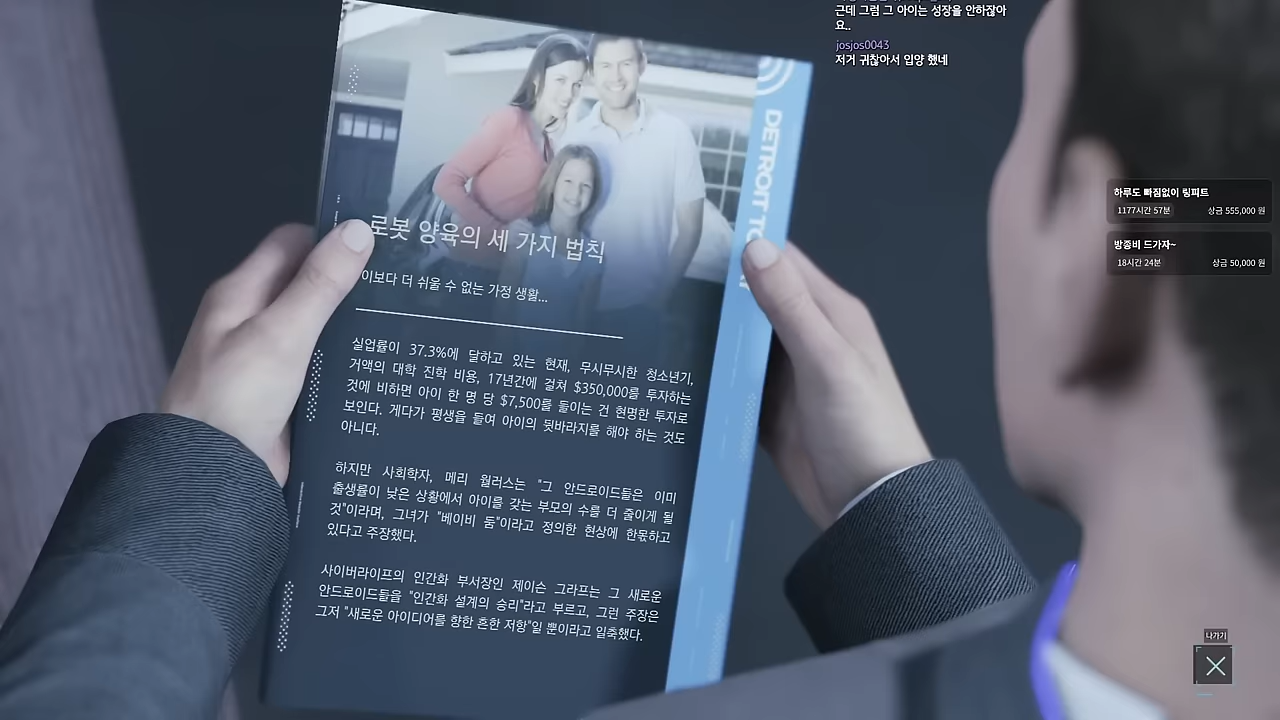 근데 그럼 그 아이는 성장을 안하잖아
요..
josjos0043
저거 귀찮아서 입양 했네
DETROIT
로봇 양육의 세 가지 법칙
이보다 더 쉬울 수 없는 가정 생활...
실업률이 37.3%에 달하고 있는 현재, 무시무시한 청소년기,
거액의 대학 진학 비용, 17년간에 걸쳐 $350,000를 투자하는
것에 비하면 아이 한 명 당 $7,500를 들이는 건 현명한 투자로
보인다. 게다가 평생을 들여 아이의 뒷바라지를 해야 하는 것도
아니다.
하지만 사회학자, 메리 월러스는 "그 안드로이드들은 이미
출생률이 낮은 상황에서 아이를 갖는 부모의 수를 더 줄이게 될
것"이라며, 그녀가 "베이비 둠"이라고 정의한 현상에 한몫하고
있다고 주장했다.
사이버라이프의 인간화 부서장인 제이슨 그라프는 그 새로운
안드로이드들을 "인간화 설계의 승리"라고 부르고, 그런 주장은
그저 "새로운 아이디어를 향한 흔한 저항"일 뿐이라고 일축했다.
하루도 빠짐없이 링피트
1177시간 57분 상금 555,000 원
방종비 드가자~
18시간 24분 상금 50,000 원
나가기